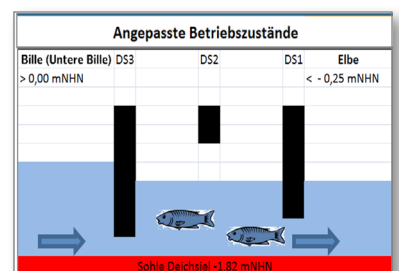 Angepasste Betriebszustände
Bille (Untere Bille) DS3 DS2 DS1 Elbe
> 0,00 mNHN < - 0,25 mNHN
Sohle Deichsiel -1.82 mNHN